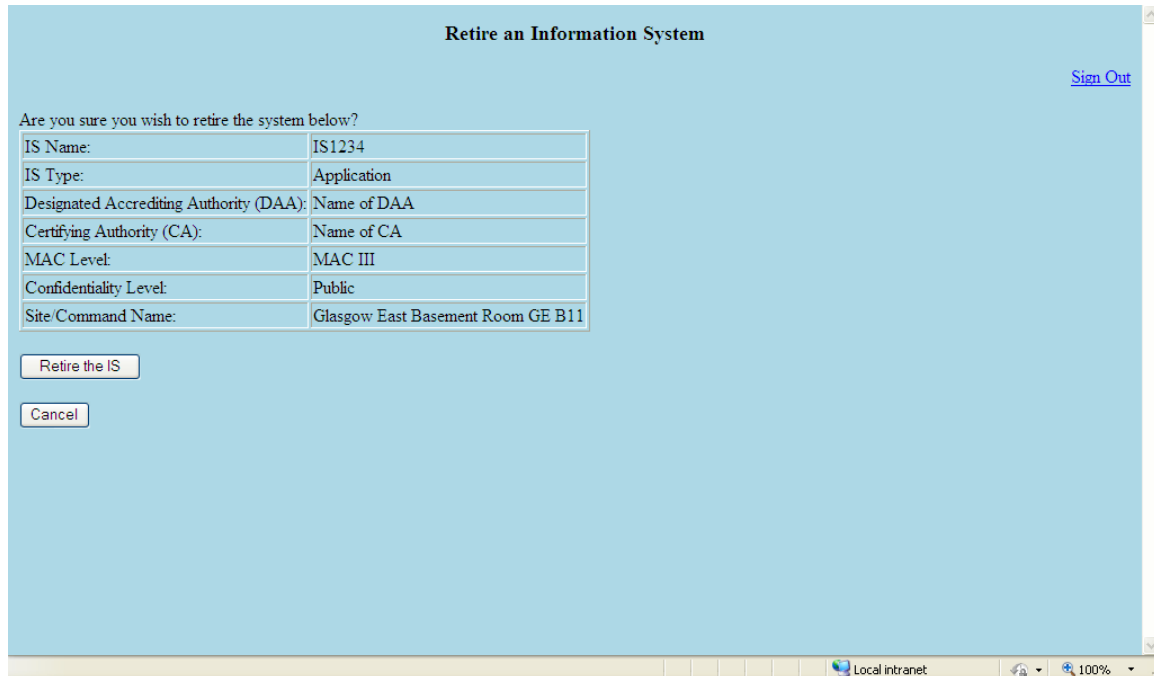 Retire an Information System
Sign Out
Are you sure you wish to retire the system below?
IS Name: IS1234
IS Type: Application
Designated Accrediting Authority (DAA): Name of DAA
Certifying Authority (CA): Name of CA
MAC Level: MAC III
Confidentiality Level: Public
Site/Command Name: Glasgow East Basement Room GE B11
Retire the IS
Cancel
Local intranet 100%